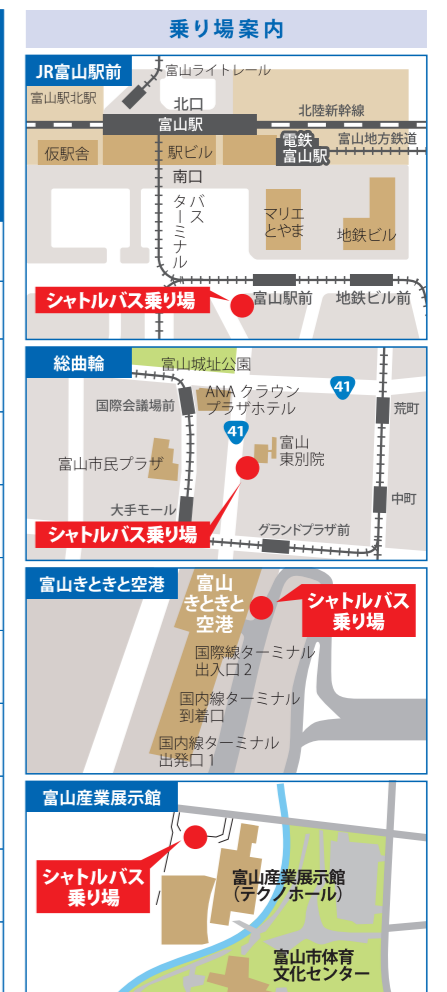 乗り場案内
JR富山駅前
富山ライトレール
富山駅北駅
北口
北陸新幹線
富山駅
電鉄
富山駅
富山地方鉄道
仮駅舎
駅ビル
南口
バス
ターミナル
マリエ
とやま
地鉄ビル
シャトルバス乗り場
富山駅前
地鉄ビル前
総曲輪
富山城址公園
国際会議場前
ANA クラウン
プラザホテル
41
荒町
41
富山
東別院
富山市民プラザ
大手モール
中町
シャトルバス乗り場
グランドプラザ前
富山きときと空港
富山
きときと
空港
シャトルバス
乗り場
国際線ターミナル
出入口 2
国内線ターミナル
到着口
国内線ターミナル
出発口 1
富山産業展示館
シャトルバス
乗り場
富山産業展示館
(テクノホール)
富山市体育
文化センター